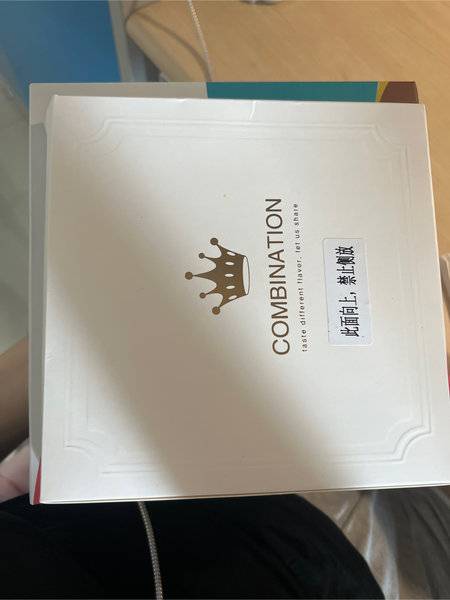 COMBINATION
taste different flavor. let us share
此面向上，禁止侧放